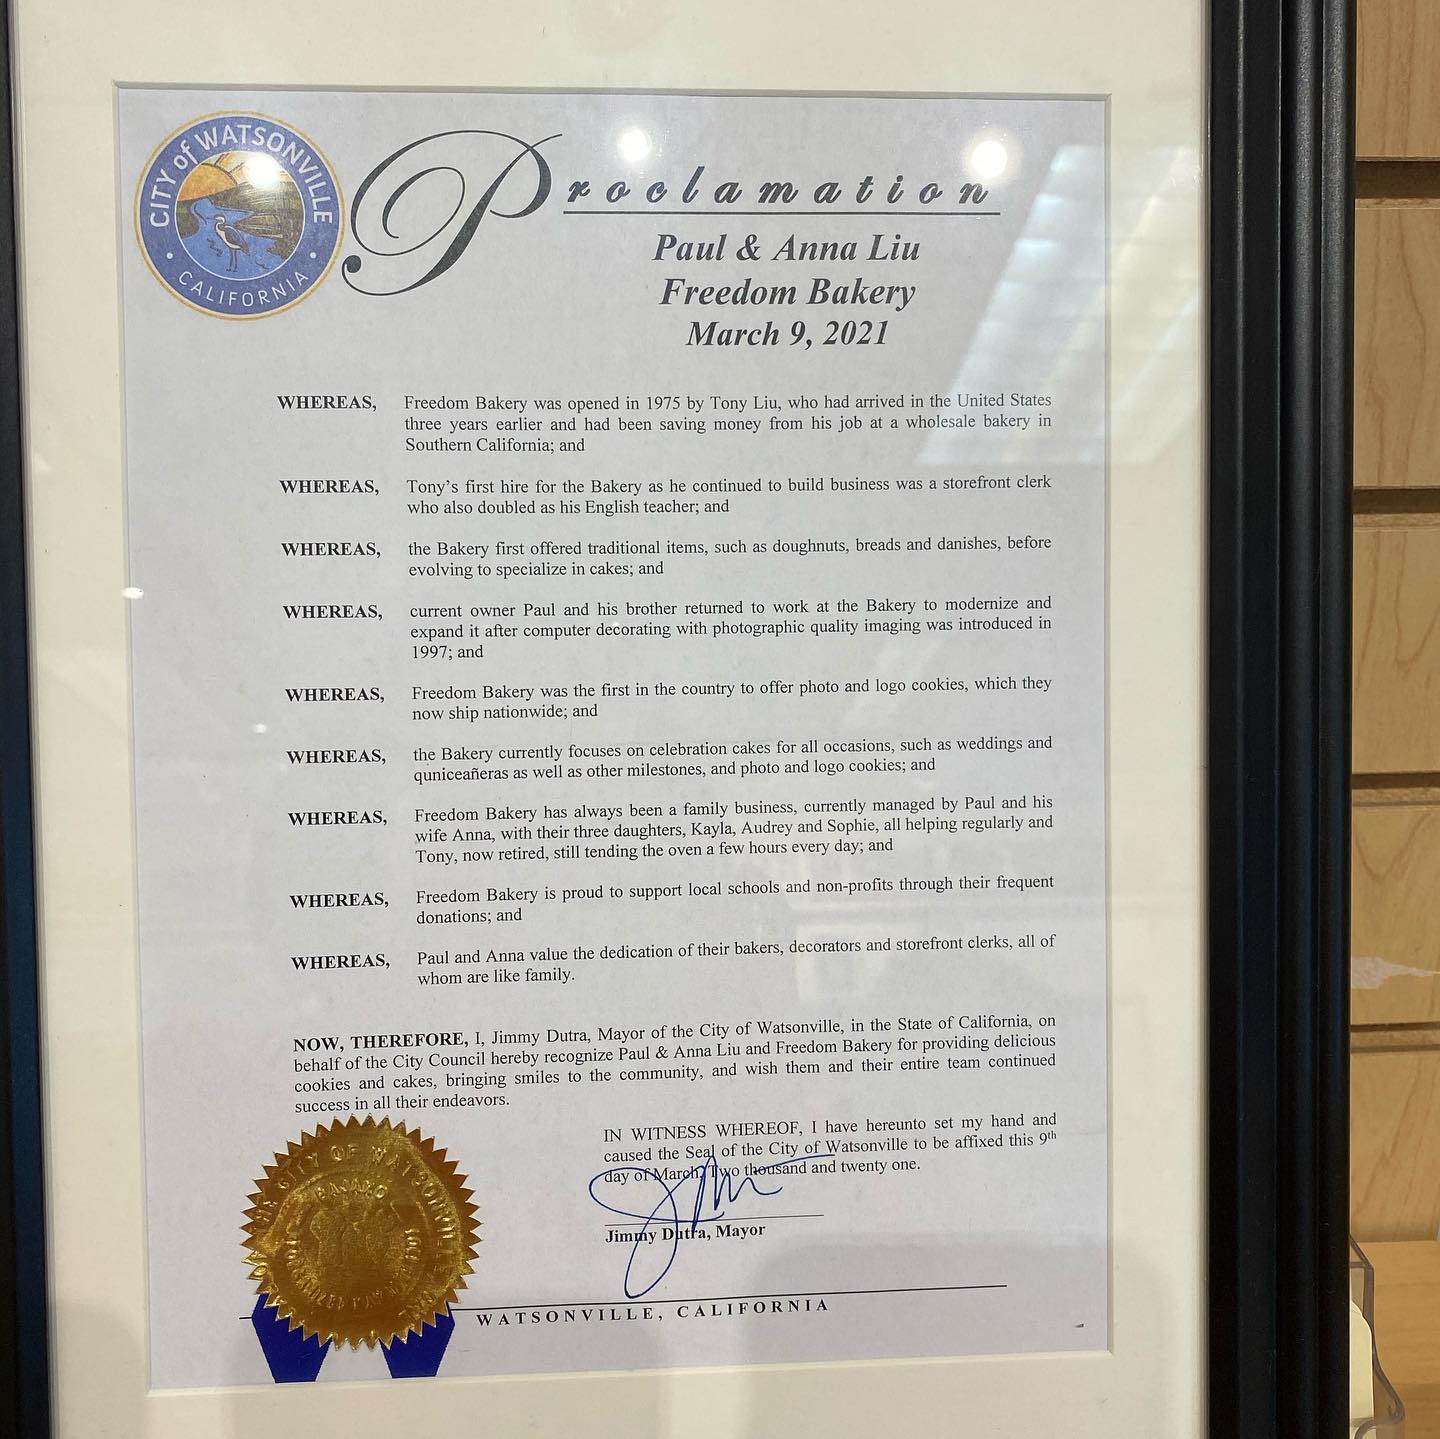 CITY of WATSONVILLE
CALIFORNIA
Proclamation
Paul & Anna Liu
Freedom Bakery
March 9, 2021
WHEREAS, Freedom Bakery was opened in 1975 by Tony Liu, who had arrived in the United States
three years earlier and had been saving money from his job at a wholesale bakery in
Southern California; and
WHEREAS, Tony's first hire for the Bakery as he continued to build business was a storefront clerk
who also doubled as his English teacher; and
WHEREAS, the Bakery first offered traditional items, such as doughnuts, breads and danishes, before
evolving to specialize in cakes; and
WHEREAS, current owner Paul and his brother returned to work at the Bakery to modernize and
expand it after computer decorating with photographic quality imaging was introduced in
1997; and
WHEREAS, Freedom Bakery was the first in the country to offer photo and logo cookies, which they
now ship nationwide; and
WHEREAS, the Bakery currently focuses on celebration cakes for all occasions, such as weddings and
quniceañeras as well as other milestones, and photo and logo cookies; and
WHEREAS, Freedom Bakery has always been a family business, currently managed by Paul and his
wife Anna, with their three daughters, Kayla, Audrey and Sophie, all helping regularly and
Tony, now retired, still tending the oven a few hours every day; and
WHEREAS, Freedom Bakery is proud to support local schools and non-profits through their frequent
donations; and
WHEREAS, Paul and Anna value the dedication of their bakers, decorators and storefront clerks, all of
whom are like family.
NOW, THEREFORE, I, Jimmy Dutra, Mayor of the City of Watsonville, in the State of California, on
behalf of the City Council hereby recognize Paul & Anna Liu and Freedom Bakery for providing delicious
cookies and cakes, bringing smiles to the community, and wish them and their entire team continued
success in all their endeavors.
IN WITNESS WHEREOF, I have hereunto set my hand and
caused the Seal of the City of Watsonville to be affixed this 9th
day of March, Two thousand and twenty one.
Jimmy Dutra, Mayor
CITY OF WATSONVILLE
WATSONVILLE, CALIFORNIA